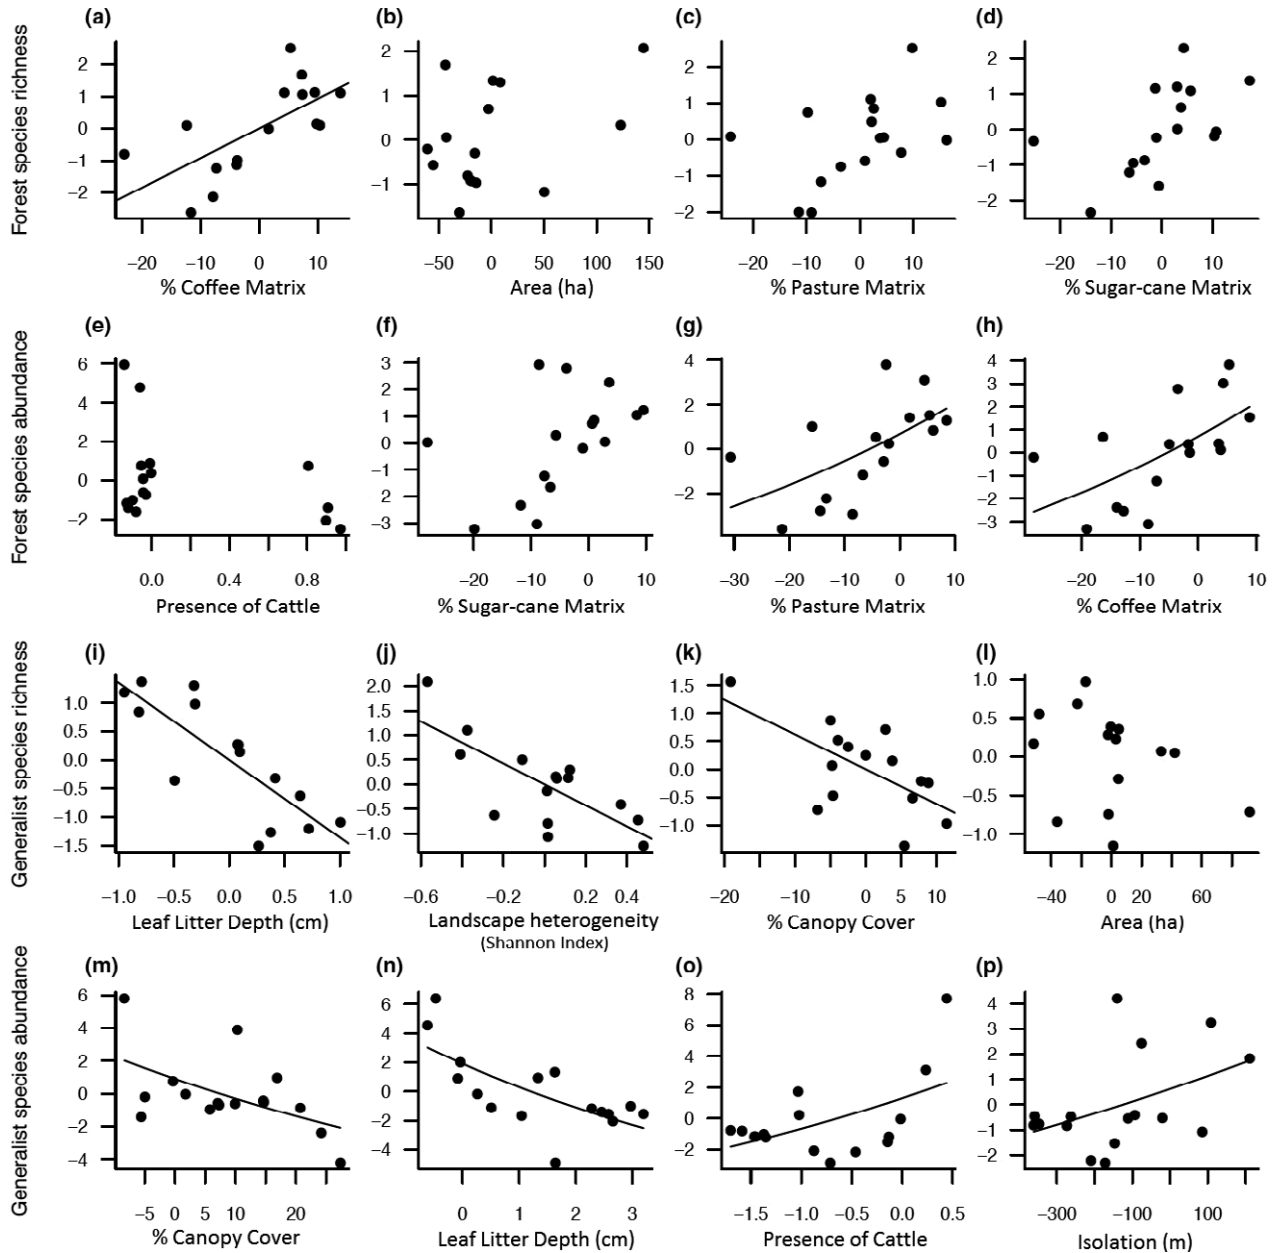 (a) (b) (c) (d)
Forest species richness
2 1 0 −1 −2
2 1 0 −1
2 1 0 −1 −2
2 1 0 −1 −2
−20 −10 0 10
−50 0 50 100 150
−20 −10 0 10
−20 −10 0 10
% Coffee Matrix
Area (ha)
% Pasture Matrix
% Sugar-cane Matrix
(e) (f) (g) (h)
Forest species abundance
6 4 2 0 −2
3 2 1 0 −1 2 −3
4 2 0 −2
4 3 2 1 0 −1 −2 −3
0.0 0.4 0.8
−20 −10 0 10
−30 −20 −10 0 10
−20 −10 0 10
Presence of Cattle
% Sugar-cane Matrix
% Pasture Matrix
% Coffee Matrix
(i) (j) (k) (l)
Generalist species richness
1.0 0.5 0.0 −0.5 −1.0 −1.5
2.0 1.5 1.0 0.5 0.0 −0.5 −1.0
1.5 1.0 0.5 0.0 −0.5 −1.0
1.0 0.5 0.0 −0.5 −1.0
−1.0 −0.5 0.0 0.5 1.0
−0.6 −0.2 0.2 0.4
−20 −10 0 5 10
−40 0 20 60
Leaf Litter Depth (cm)
Landscape heterogeneity
(Shannon Index)
% Canopy Cover
Area (ha)
(m) (n) (o) (p)
Generalist species abundance
6 4 2 0 −2 −4
6 4 2 0 −2 −4
8 6 4 2 0 −2
4 3 2 1 0 −1 −2
−5 0 5 10 20
0 1 2 3
−1.5 −1.0 −0.5 0.0 0.5
−300 −100 100
% Canopy Cover
Leaf Litter Depth (cm)
Presence of Cattle
Isolation (m)